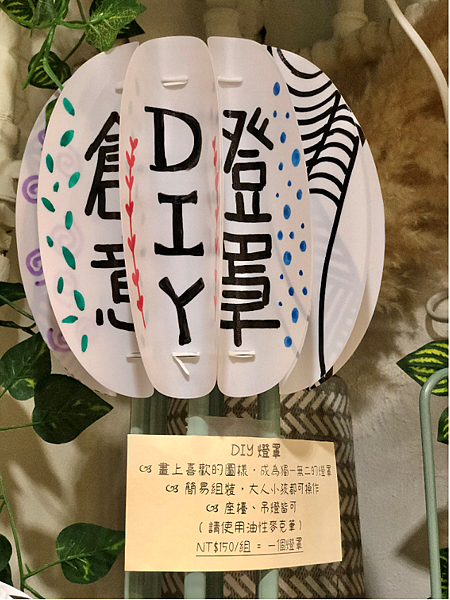 創意
DIY
燈罩
DIY 燈罩
畫上喜歡的圖樣，成為獨一無二的燈罩
簡易組裝，大人小孩都可操作
座檯、吊燈皆可
(請使用油性麥克筆)
NT$150/組 = 一個燈罩